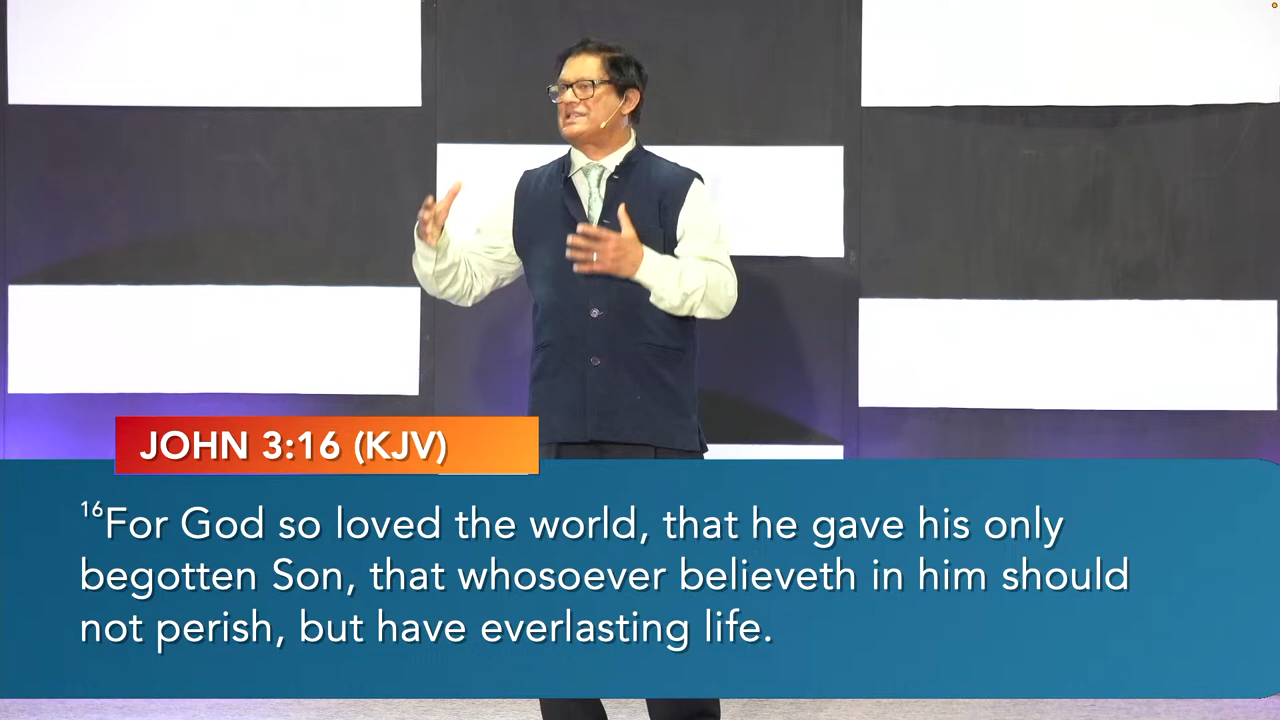 JOHN 3:16 (KJV)
16For God so loved the world, that he gave his only
begotten Son, that whosoever believeth in him should
not perish, but have everlasting life.